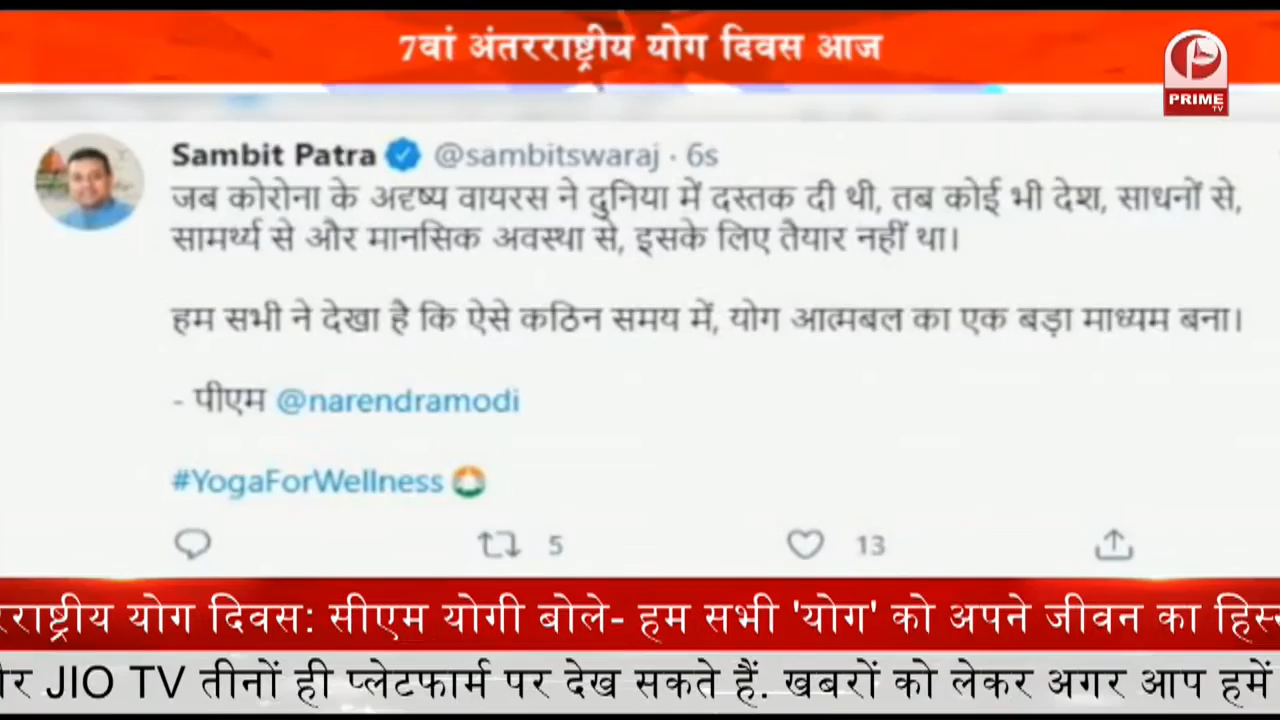 7वां अंतरराष्ट्रीय योग दिवस आज
PRIME
TV
Sambit Patra @sambitswaraj · 6s
जब कोरोना के अदृष्य वायरस ने दुनिया में दस्तक दी थी, तब कोई भी देश, साधनों से,
सामर्थ्य से और मानसिक अवस्था से, इसके लिए तैयार नहीं था।
हम सभी ने देखा है कि ऐसे कठिन समय में, योग आत्मबल का एक बड़ा माध्यम बना।
- पीएम @narendramodi
#YogaForWellness
5 13
राष्ट्रीय योग दिवस: सीएम योगी बोले- हम सभी 'योग' को अपने जीवन का
JIO TV तीनों ही प्लेटफार्म पर देख सकते हैं. खबरों को लेकर अगर आप हमें